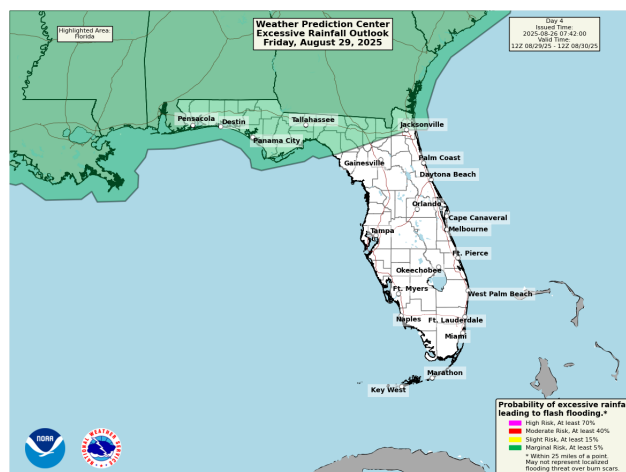 Weather Prediction Center
Excessive Rainfall Outlook
Friday, August 29, 2025
Highlighted Area:
Florida
Day 4
Issued Time:
2025-08-26 07:42:00
Valid Time:
12Z 08/29/25 - 12Z 08/30/25
Pensacola
Destin
Tallahassee
Jacksonville
Panama City
Gainesville
Palm Coast
Daytona Beach
Orlando
Cape Canaveral
Melbourne
Tampa
Ft. Pierce
Okeechobee
Ft. Myers
West Palm Beach
Naples
Ft. Lauderdale
Miami
Marathon
Key West
Probability of excessive rainfa
leading to flash flooding.*
High Risk, At least 70%
Moderate Risk, At least 40%
Slight Risk, At least 15%
Marginal Risk, At least 5%
* Within 25 miles of a point.
May not represent localized
flooding threat over burn scars.
NOAA